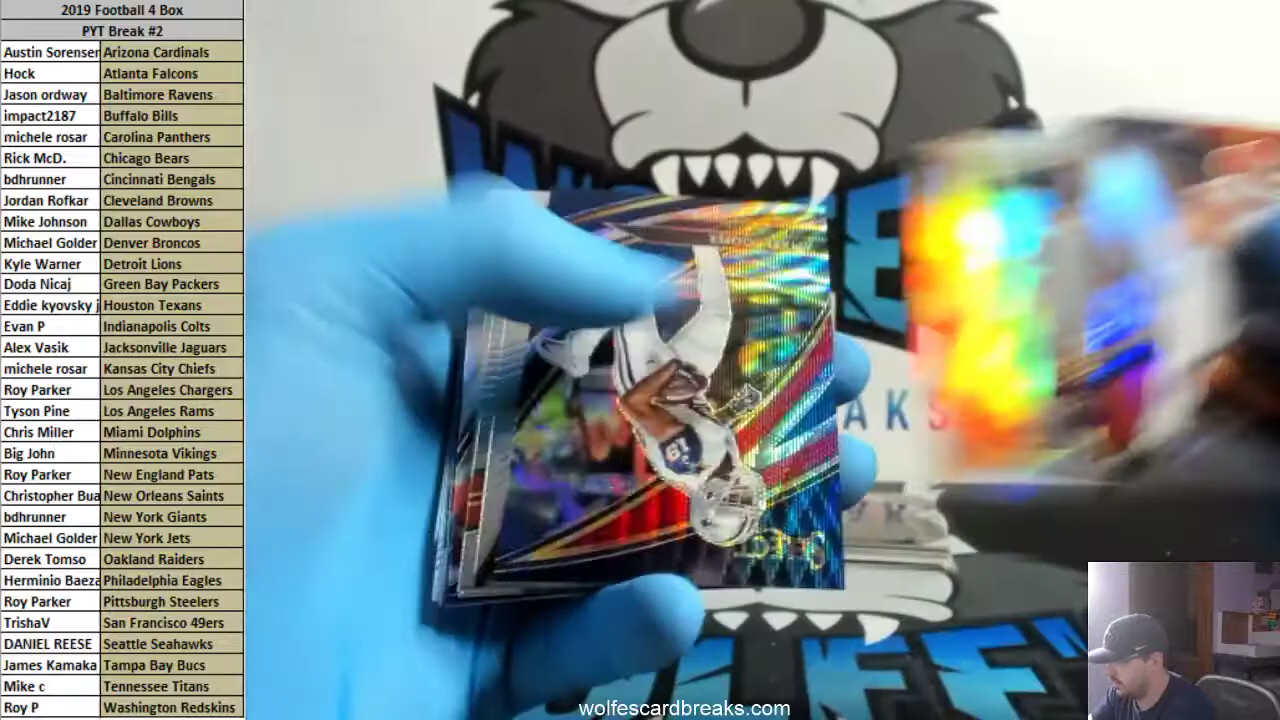 2019 Football 4 Box
PYT Break #2
Austin Sorenser Arizona Cardinals
Hock Atlanta Falcons
Jason ordway Baltimore Ravens
impact2187 Buffalo Bills
michele rosar Carolina Panthers
Rick McD. Chicago Bears
bdhrunner Cincinnati Bengals
Jordan Rofkar Cleveland Browns
Mike Johnson Dallas Cowboys
Michael Golder Denver Broncos
Kyle Warner Detroit Lions
Doda Nicaj Green Bay Packers
Eddie kyovsky j Houston Texans
Evan P Indianapolis Colts
Alex Vasik Jacksonville Jaguars
michele rosar Kansas City Chiefs
Roy Parker Los Angeles Chargers
Tyson Pine Los Angeles Rams
Chris Miller Miami Dolphins
Big John Minnesota Vikings
Roy Parker New England Pats
Christopher Bua New Orleans Saints
bdhrunner New York Giants
Michael Golder New York Jets
Derek Tomso Oakland Raiders
Herminio Baeza Philadelphia Eagles
Roy Parker Pittsburgh Steelers
TrishaV San Francisco 49ers
DANIEL REESE Seattle Seahawks
James Kamaka Tampa Bay Bucs
Mike c Tennessee Titans
Roy P Washington Redskins
AKS
wolfescardbreaks.com